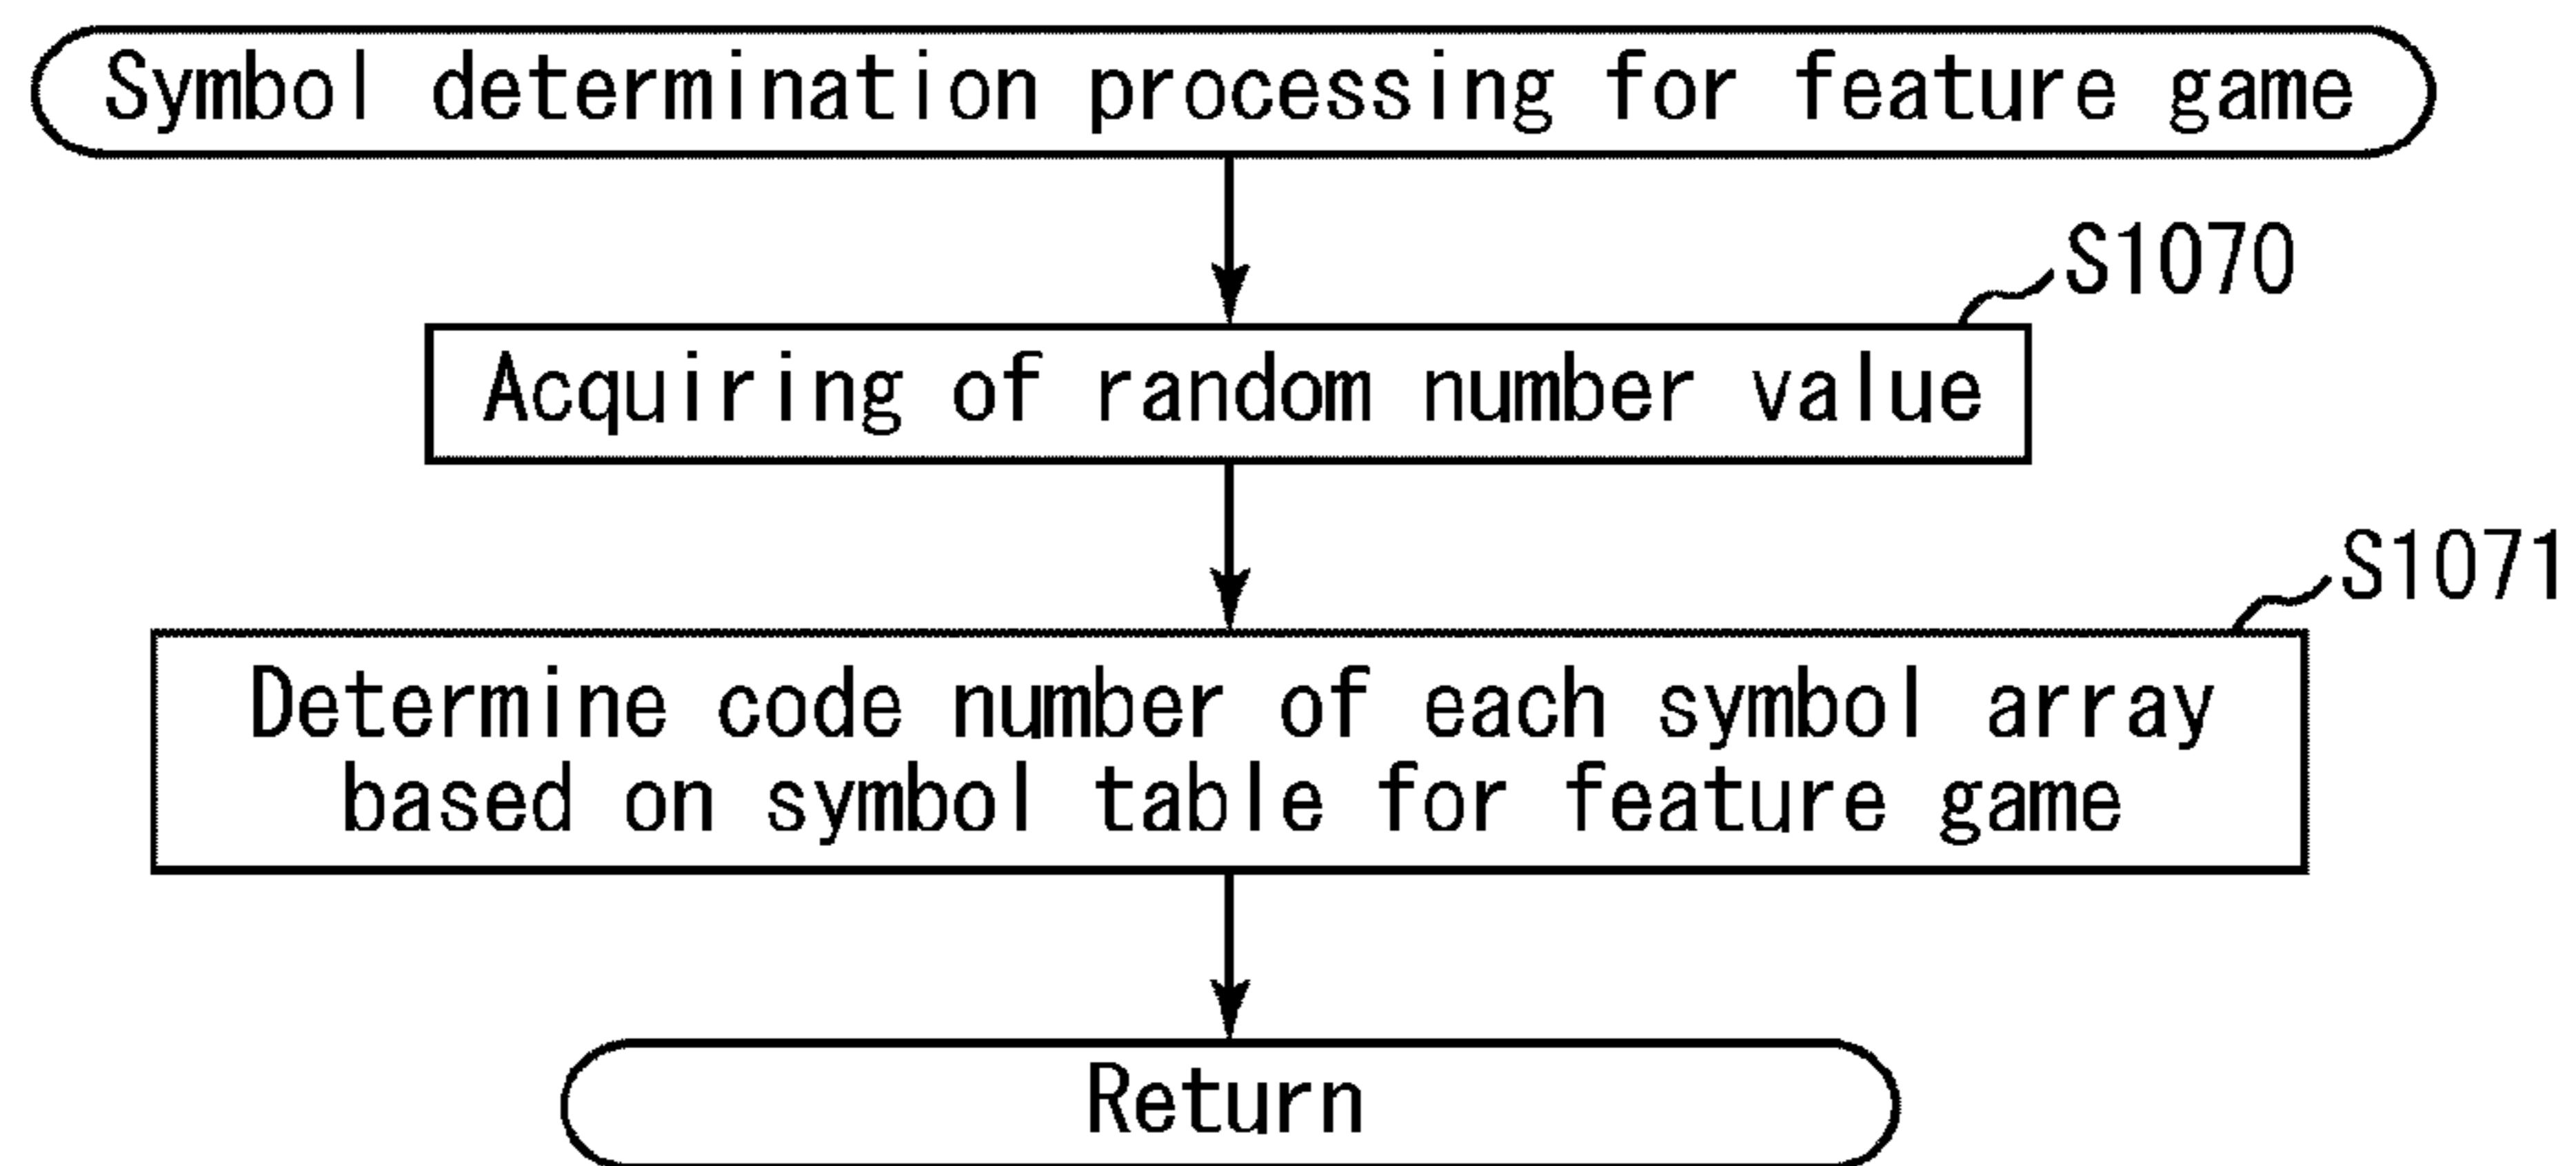 Symbol determination processing for feature game
S1070
Acquiring of random number value
S1071
Determine code number of each symbol array
based on symbol table for feature game
Return